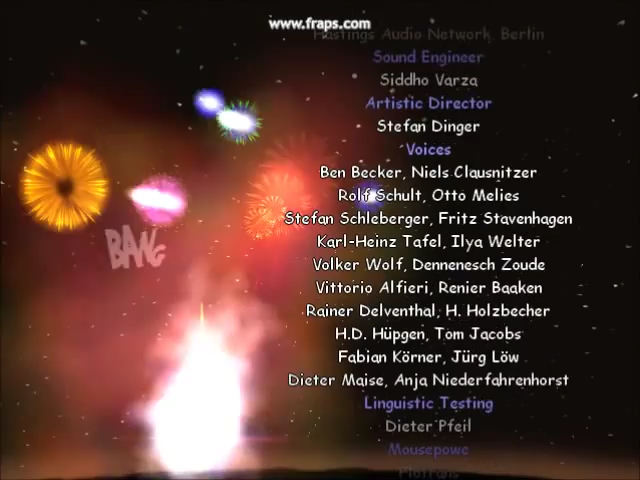 www.fraps.com
Hastings Audio Network, Berlin
Sound Engineer
Siddho Varza
Artistic Director
Stefan Dinger
Voices
Ben Becker, Niels Clausnitzer
Rolf Schult, Otto Melies
Stefan Schleberger, Fritz Stavenhagen
Karl-Heinz Tafel, Ilya Welter
Volker Wolf, Dennenesch Zoude
Vittorio Alfieri, Renier Baaken
Rainer Delventhal, H. Holzbecher
BANG
H.D. Hüpgen, Tom Jacobs
Fabian Körner, Jürg Löw
Dieter Maise, Anja Niederfahrenhorst
Linguistic Testing
Dieter Pfeil
Mousepowe